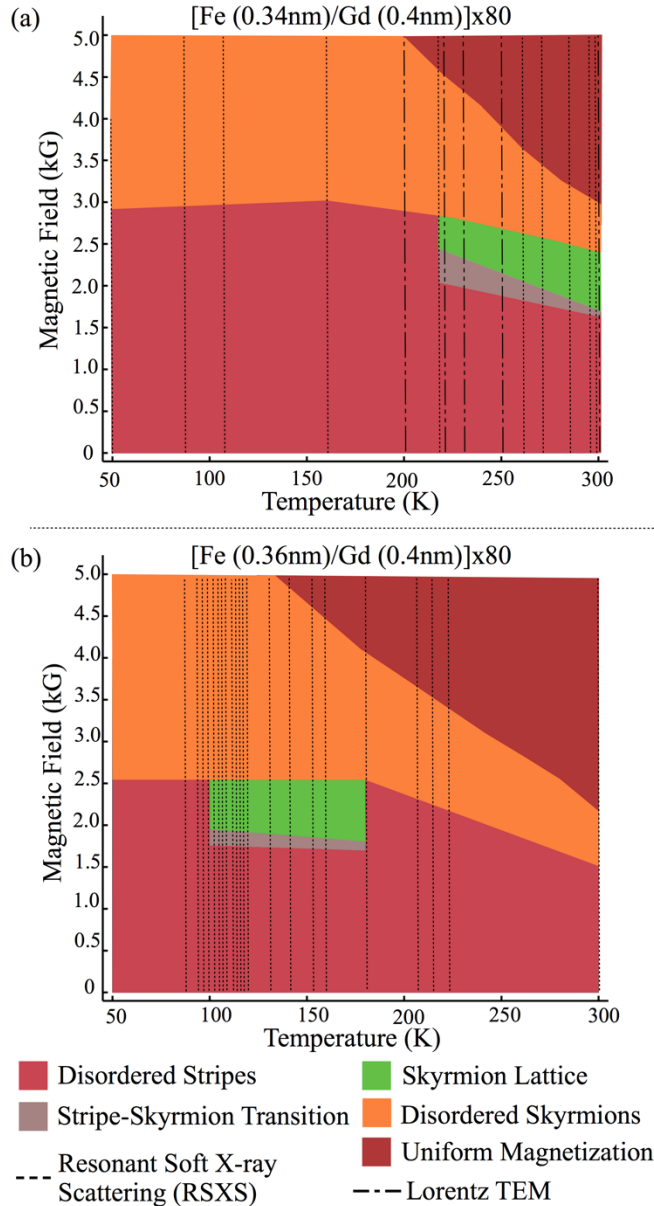 (a)
[Fe (0.34nm)/Gd (0.4nm)]x80
5.0
4.5
4.0
3.5
3.0
2.5
2.0
1.5
1.0
0.5
0
Magnetic Field (kG)
50
100
150
200
250
300
Temperature (K)
(b)
[Fe (0.36nm)/Gd (0.4nm)]x80
5.0
4.5
4.0
3.5
3.0
2.5
2.0
1.5
1.0
0.5
0
Magnetic Field (kG)
50
100
150
200
250
300
Temperature (K)
Disordered Stripes
Skyrmion Lattice
Stripe-Skyrmion Transition
Disordered Skyrmions
Uniform Magnetization
Resonant Soft X-ray
Scattering (RSXS)
Lorentz TEM